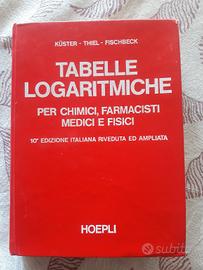 KÜSTER - THIEL - FISCHBECK
TABELLE
LOGARITMICHE
PER CHIMICI, FARMACISTI
MEDICI E FISICI
10ª EDIZIONE ITALIANA RIVEDUTA ED AMPLIATA
HOEPLI
subito